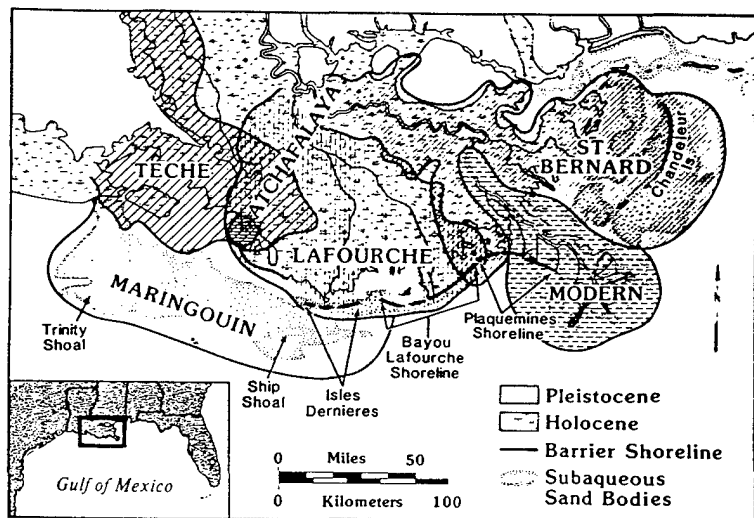 TECHE
ATCHAFALAYA
ST.
BERNARD
Chandeleur
Is.
LAFOURCHE
MARINGOUIN
MODERN
Trinity
Shoal
Ship
Shoal
Isles
Dernieres
Bayou
Lafourche
Shoreline
Plaquemines
Shoreline
N
Gulf of Mexico
0 Miles 50
0 Kilometers 100
Pleistocene
Holocene
Barrier Shoreline
Subaqueous
Sand Bodies